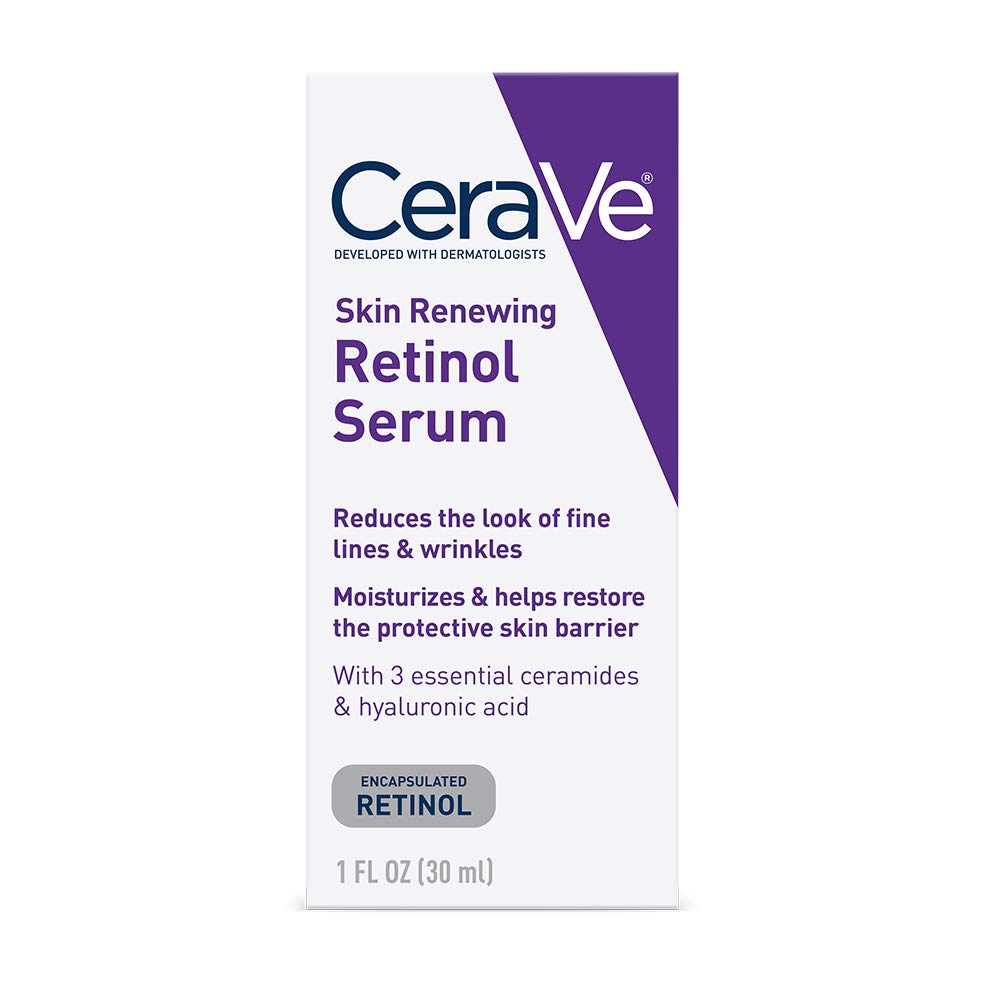 CeraVe®
DEVELOPED WITH DERMATOLOGISTS
Skin Renewing
Retinol
Serum
Reduces the look of fine
lines & wrinkles
Moisturizes & helps restore
the protective skin barrier
With 3 essential ceramides
& hyaluronic acid
ENCAPSULATED
RETINOL
1 FL OZ (30 ml)